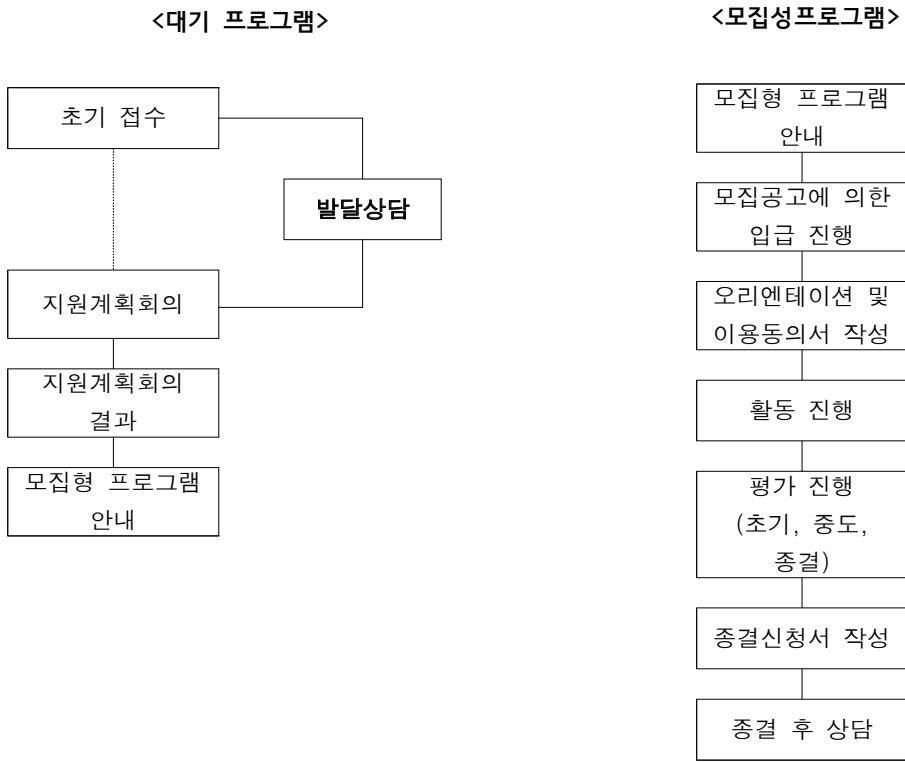 <대기 프로그램>
초기 접수
발달상담
지원계획회의
지원계획회의
결과
모집형 프로그램
안내
<모집성프로그램>
모집형 프로그램
안내
모집공고에 의한
입급 진행
오리엔테이션 및
이용동의서 작성
활동 진행
평가 진행
(초기, 중도,
종결)
종결신청서 작성
종결 후 상담